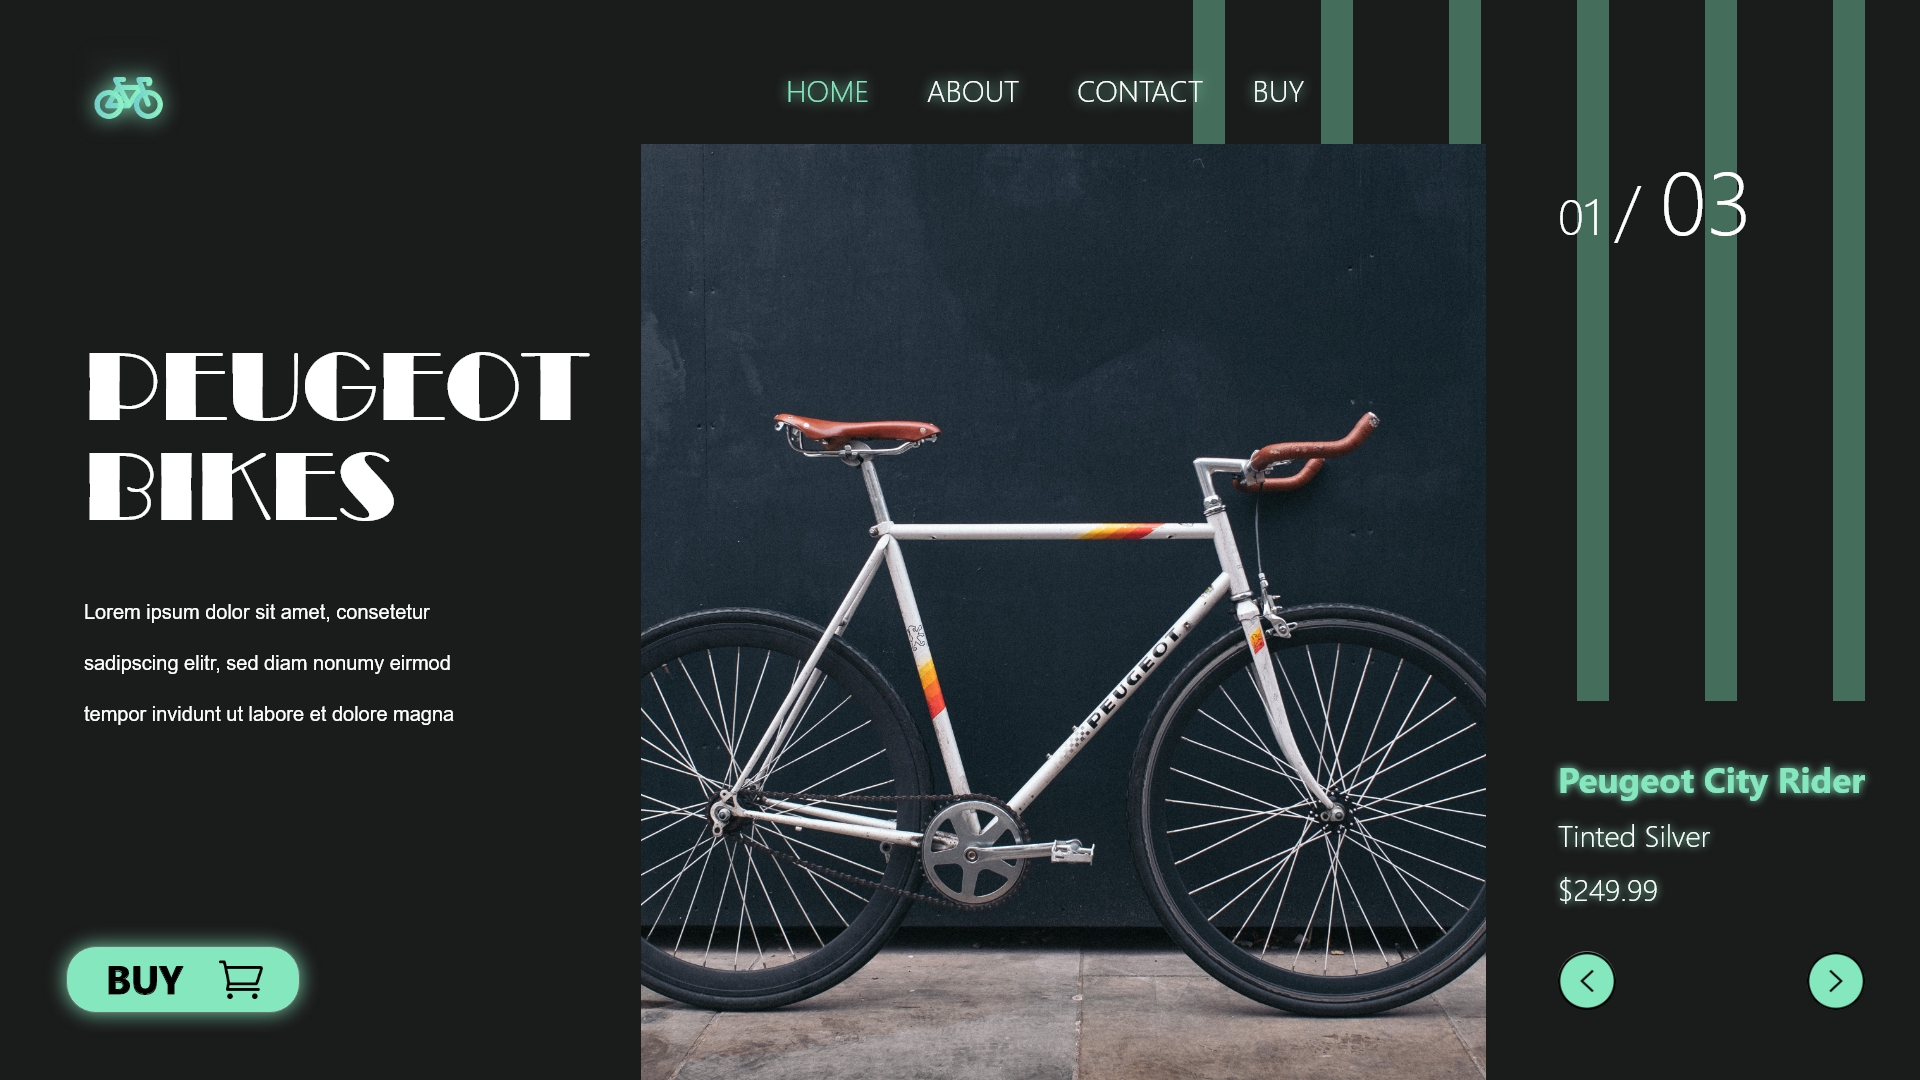 HOME ABOUT CONTACT BUY
01 / 03
PEUGEOT
BIKES
Lorem ipsum dolor sit amet, consetetur
sadipscing elitr, sed diam nonumy eirmod
tempor invidunt ut labore et dolore magna
PEUGEOT
Peugeot City Rider
Tinted Silver
$249.99
BUY